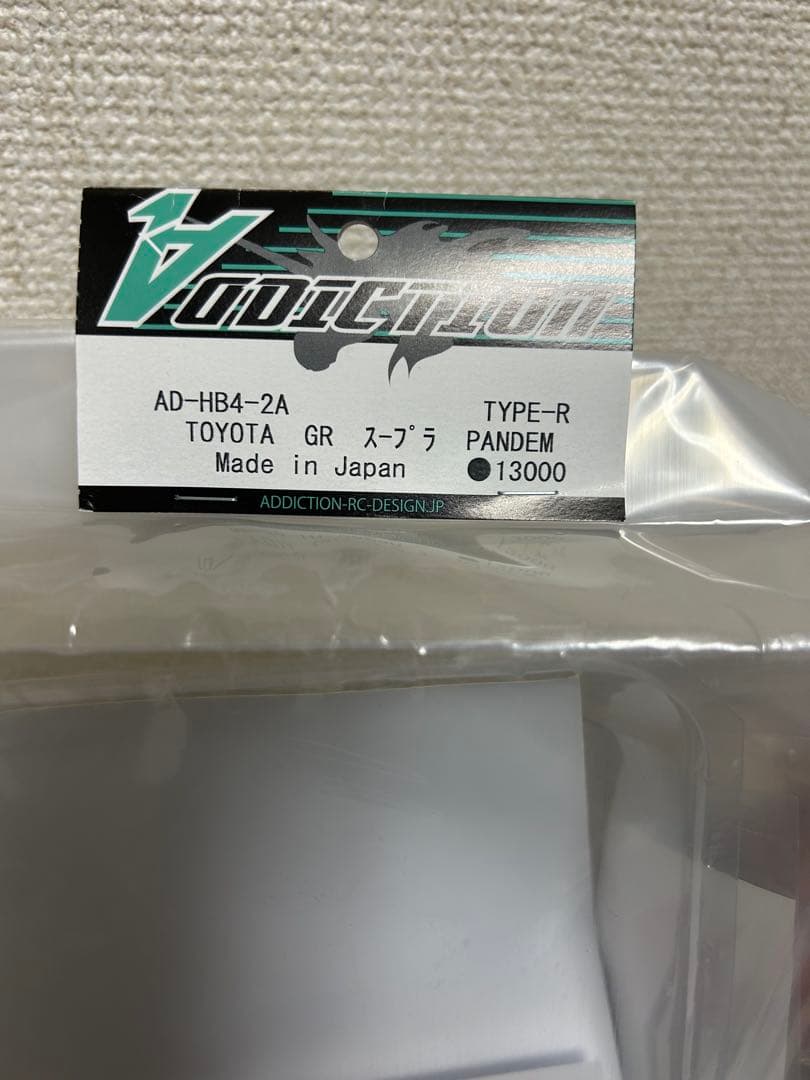 ADDICTION
AD-HB4-2A TYPE-R
TOYOTA GR スープラ PANDEM
Made in Japan ●13000
ADDICTION-RC-DESIGN.JP